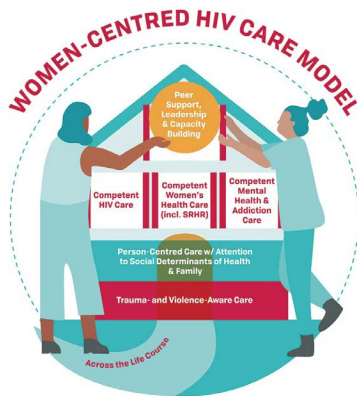 WOMEN-CENTRED HIV CARE MODEL
Peer
Support,
Leadership
& Capacity
Building
Competent
HIV Care
Competent
Women's
Health Care
(incl. SRHR)
Competent
Mental
Health &
Addiction
Care
Person-Centred Care w/ Attention
to Social Determinants of Health
& Family
Trauma- and Violence-Aware Care
Across the Life Course